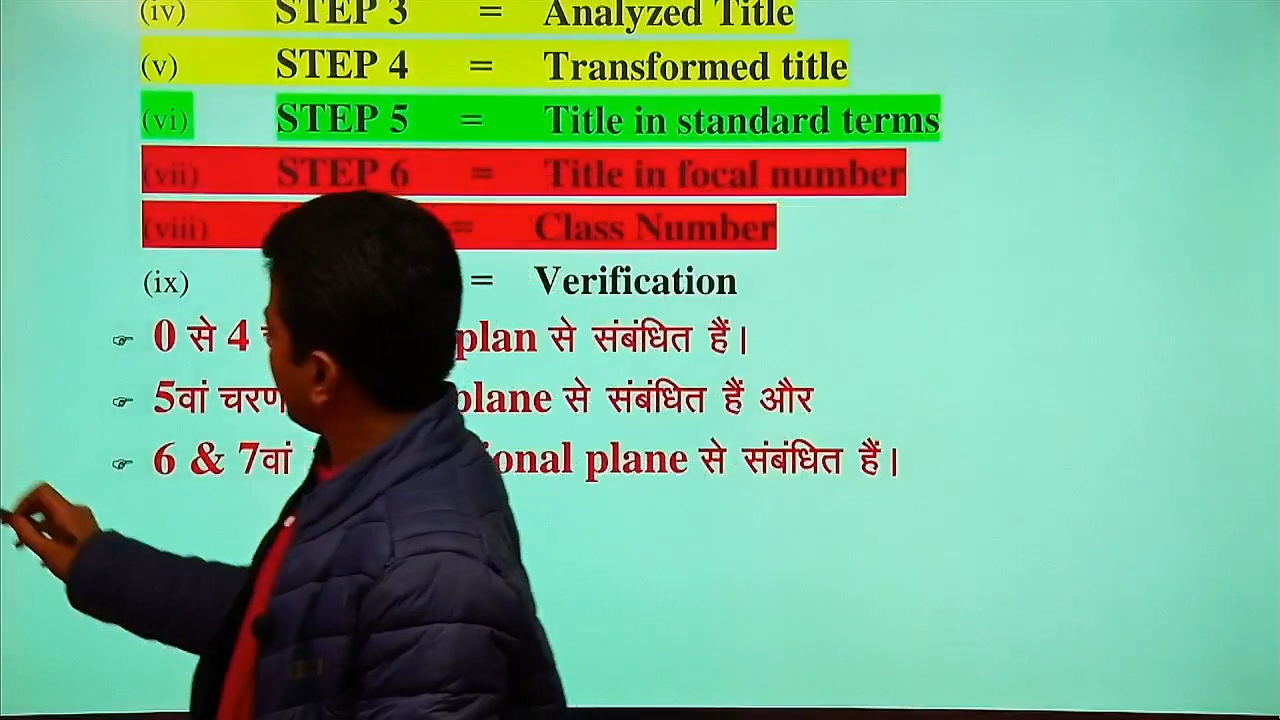 (iv) STEP 3 = Analyzed Title
(v) STEP 4 = Transformed title
(vi) STEP 5 = Title in standard terms
(vii) STEP 6 = Title in focal number
(viii) = Class Number
(ix) = Verification
☞ 0 से 4 plan से संबंधित हैं।
☞ 5वां चरण plane से संबंधित हैं और
☞ 6 & 7वां ional plane से संबंधित हैं।